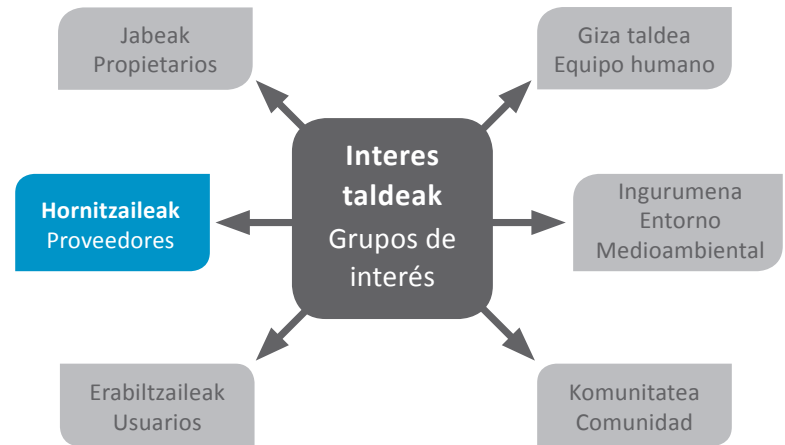 Jabeak
Propietarios
Giza taldea
Equipo humano
Interes
taldeak
Grupos de
interés
Hornitzaileak
Proveedores
Ingurumena
Entorno
Medioambiental
Erabiltzaileak
Usuarios
Komunitatea
Comunidad